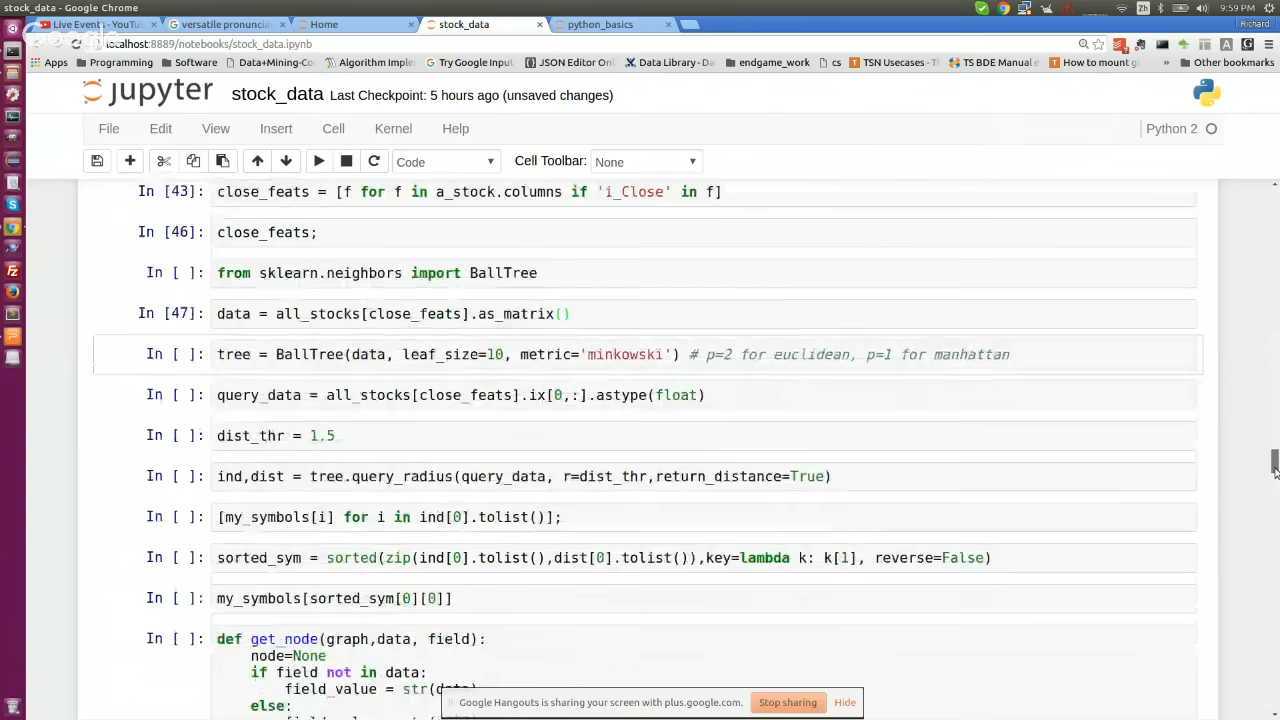 stock_data - Google Chrome
Zh
9:59 PM
Live Events - YouTu
versatile pronuncia
Home
stock_data
python_basics
Richard
localhost:8889/notebooks/stock_data.ipynb
Apps
Programming
Software
Data+Mining-Co
Algorithm Imple
Try Google Input
JSON Editor Onl
Data Library - Da
endgame_work
cs
TSN Usecases - T
TS BDE Manual e
How to mount g
»
Other bookmarks
jupyter
stock_data Last Checkpoint: 5 hours ago (unsaved changes)
File Edit View Insert Cell Kernel Help
Python 2
Code
Cell Toolbar: None
In [43]: close_feats = [f for f in a_stock.columns if 'i_Close' in f]
In [46]: close_feats;
In [ ]: from sklearn.neighbors import BallTree
In [47]: data = all_stocks[close_feats].as_matrix()
In [ ]: tree = BallTree(data, leaf_size=10, metric='minkowski') # p=2 for euclidean, p=1 for manhattan
In [ ]: query_data = all_stocks[close_feats].ix[0,:].astype(float)
In [ ]: dist_thr = 1.5
In [ ]: ind,dist = tree.query_radius(query_data, r=dist_thr,return_distance=True)
In [ ]: [my_symbols[i] for i in ind[0].tolist()];
In [ ]: sorted_sym = sorted(zip(ind[0].tolist(),dist[0].tolist()),key=lambda k: k[1], reverse=False)
In [ ]: my_symbols[sorted_sym[0][0]]
In [ ]: def get_node(graph,data, field):
node=None
if field not in data:
field_value = str(data)
else:
Google Hangouts is sharing your screen with plus.google.com.
Stop sharing
Hide